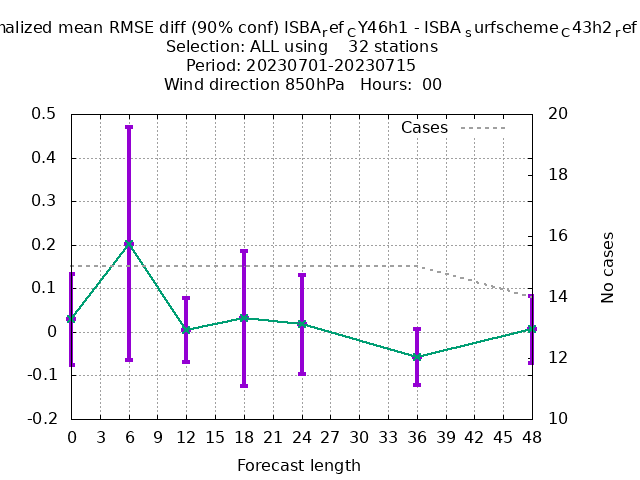 nalized mean RMSE diff (90% conf) ISBArefCY46h1 - ISBAsurfschemeC43h2ref
Selection: ALL using 32 stations
Period: 20230701-20230715
Wind direction 850hPa Hours: 00
Cases
0.5
0.4
0.3
0.2
0.1
0
-0.1
-0.2
20
18
16
14
12
10
No cases
0 3 6 9 12 15 18 21 24 27 30 33 36 39 42 45 48
Forecast length